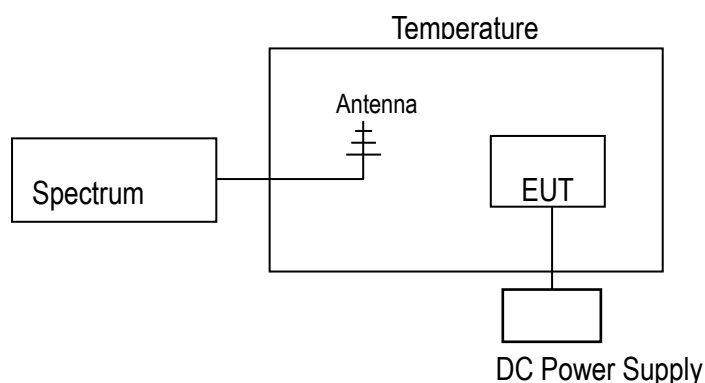 Temperature
Antenna
Spectrum
EUT
DC Power Supply